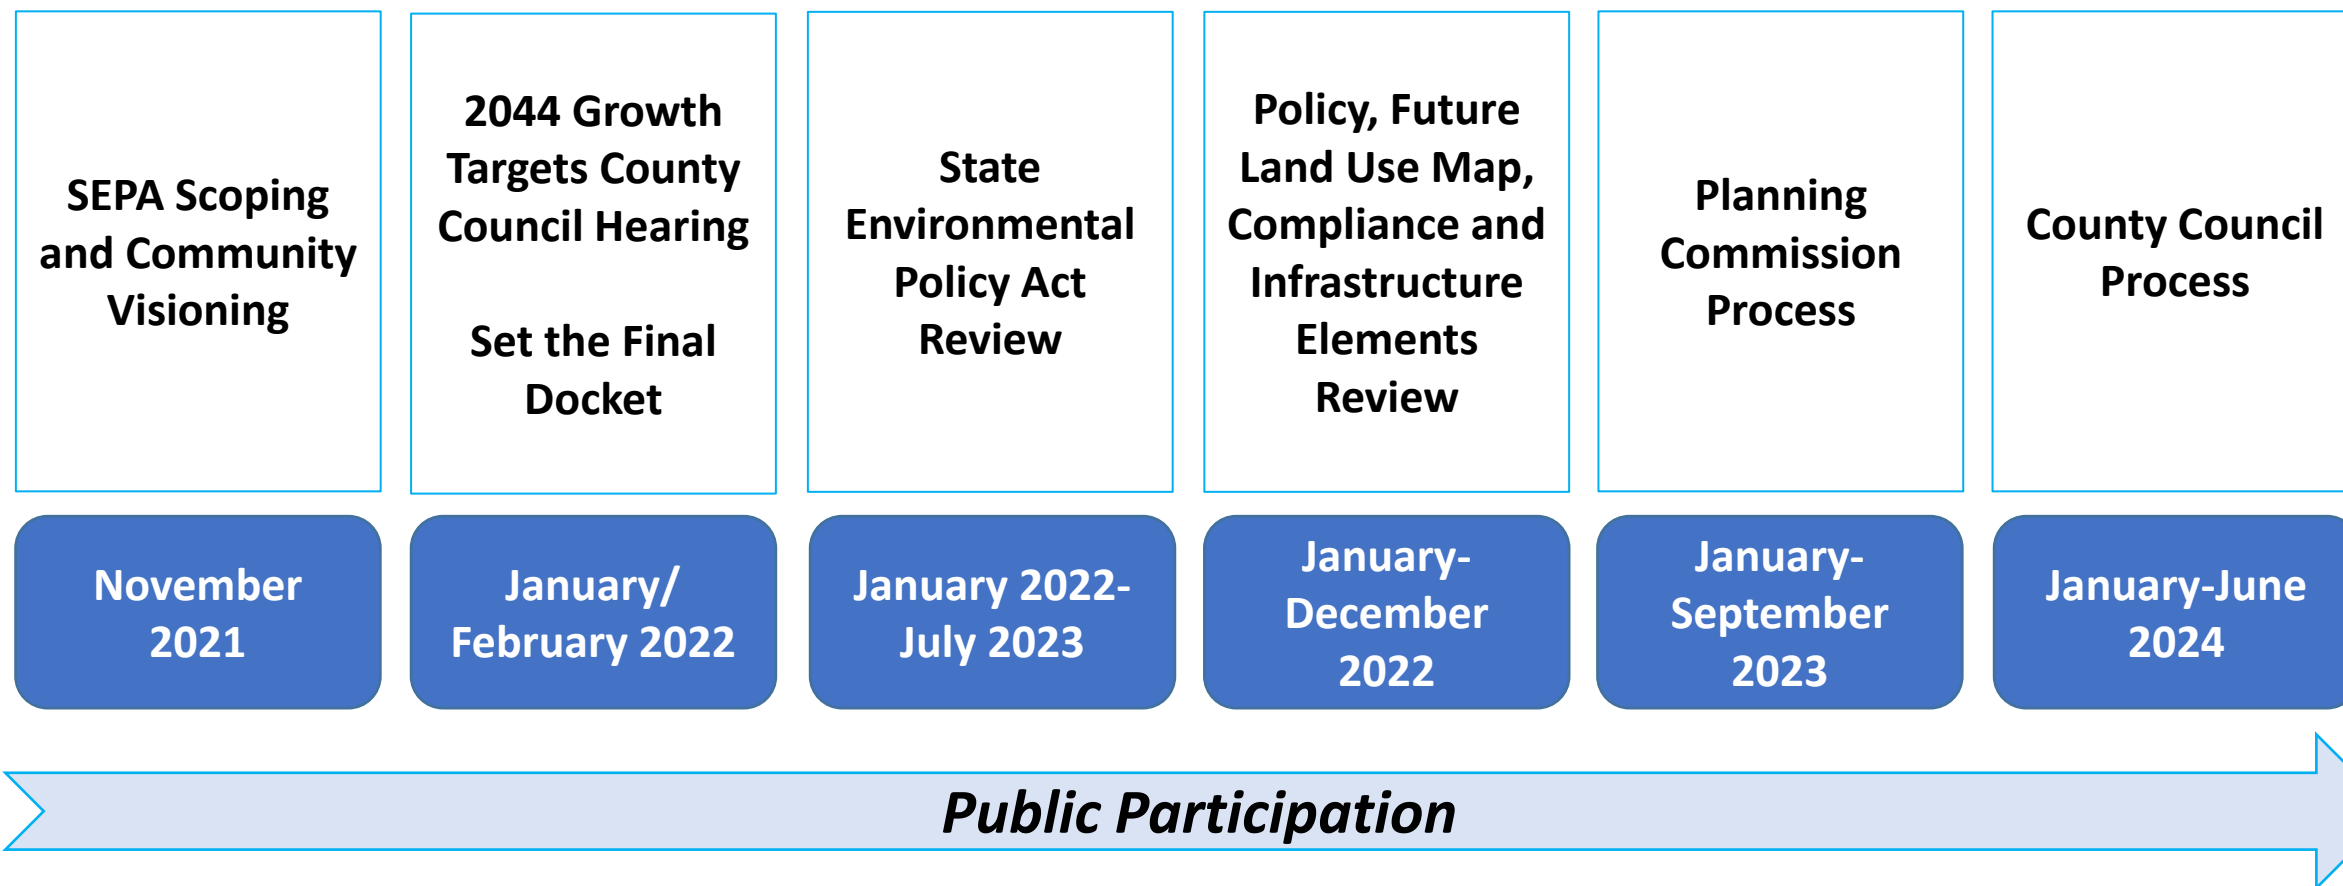 SEPA Scoping
and Community
Visioning
2044 Growth
Targets County
Council Hearing
Set the Final
Docket
State
Environmental
Policy Act
Review
Policy, Future
Land Use Map,
Compliance and
Infrastructure
Elements
Review
Planning
Commission
Process
County Council
Process
November
2021
January/
February 2022
January 2022-
July 2023
January-
December
2022
January-
September
2023
January-June
2024
Public Participation